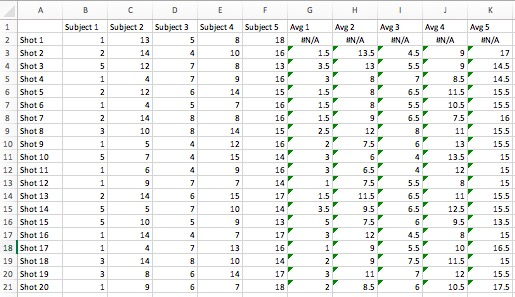 A B C D E F G H I J K
1 Subject 1 Subject 2 Subject 3 Subject 4 Subject 5 Avg 1 Avg 2 Avg 3 Avg 4 Avg 5
2 Shot 1 1 13 5 8 18 #N/A #N/A #N/A #N/A #N/A
3 Shot 2 2 14 4 10 16 1.5 13.5 4.5 9 17
4 Shot 3 5 12 7 8 13 3.5 13 5.5 9 14.5
5 Shot 4 1 4 7 9 16 3 8 7 8.5 14.5
6 Shot 5 2 12 6 14 15 1.5 8 6.5 11.5 15.5
7 Shot 6 1 4 5 7 16 1.5 8 5.5 10.5 15.5
8 Shot 7 2 14 8 8 16 1.5 9 6.5 7.5 16
9 Shot 8 3 10 8 14 15 2.5 12 8 11 15.5
10 Shot 9 1 5 4 12 16 2 7.5 6 13 15.5
11 Shot 10 5 7 4 15 14 3 6 4 13.5 15
12 Shot 11 1 6 4 9 16 3 6.5 4 12 15
13 Shot 12 1 9 7 7 14 1 7.5 5.5 8 15
14 Shot 13 2 14 6 15 17 1.5 11.5 6.5 11 15.5
15 Shot 14 5 5 7 10 14 3.5 9.5 6.5 12.5 15.5
16 Shot 15 5 10 5 9 13 5 7.5 6 9.5 13.5
17 Shot 16 1 14 4 7 17 3 12 4.5 8 15
18 Shot 17 1 4 7 13 16 1 9 5.5 10 16.5
19 Shot 18 3 14 8 10 14 2 9 7.5 11.5 15
20 Shot 19 3 8 6 14 17 3 11 7 12 15.5
21 Shot 20 1 9 6 7 18 2 8.5 6 10.5 17.5